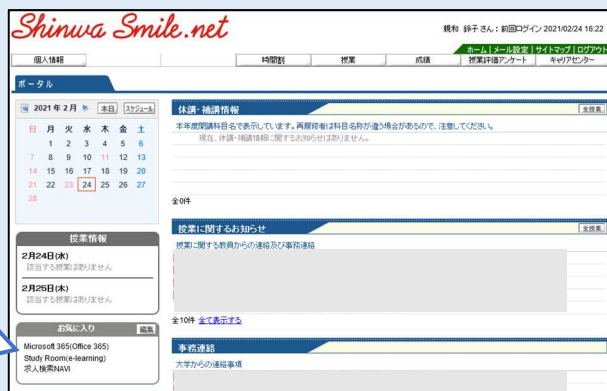 Shinwa Smile.net
親和 鈴子 さん：前回ログイン 2021/02/24 16:22
ホーム | メール設定 | サイトマップ | ログアウト
個人情報 時間割 授業 成績 授業評価アンケート キャリアセンター
ポータル
2021 年 2 月 本日 スケジュール
日 月 火 水 木 金 土
1 2 3 4 5 6
7 8 9 10 11 12 13
14 15 16 17 18 19 20
21 22 23 24 25 26 27
28
授業情報
2月24日(水)
該当する授業はありません
2月25日(木)
該当する授業はありません
お気に入り 編集
Microsoft 365(Office 365)
Study Room(e-learning)
求人検索NAVI
休講・補講情報 全授業
本年度開講科目名で表示しています。再履修者は科目名称が違う場合があるので、注意してください。
現在、休講・補講情報に関するお知らせはありません。
全0件
授業に関するお知らせ 全授業
授業に関する教員からの連絡及び事務連絡
全10件 全て表示する
事務連絡
大学からの連絡事項